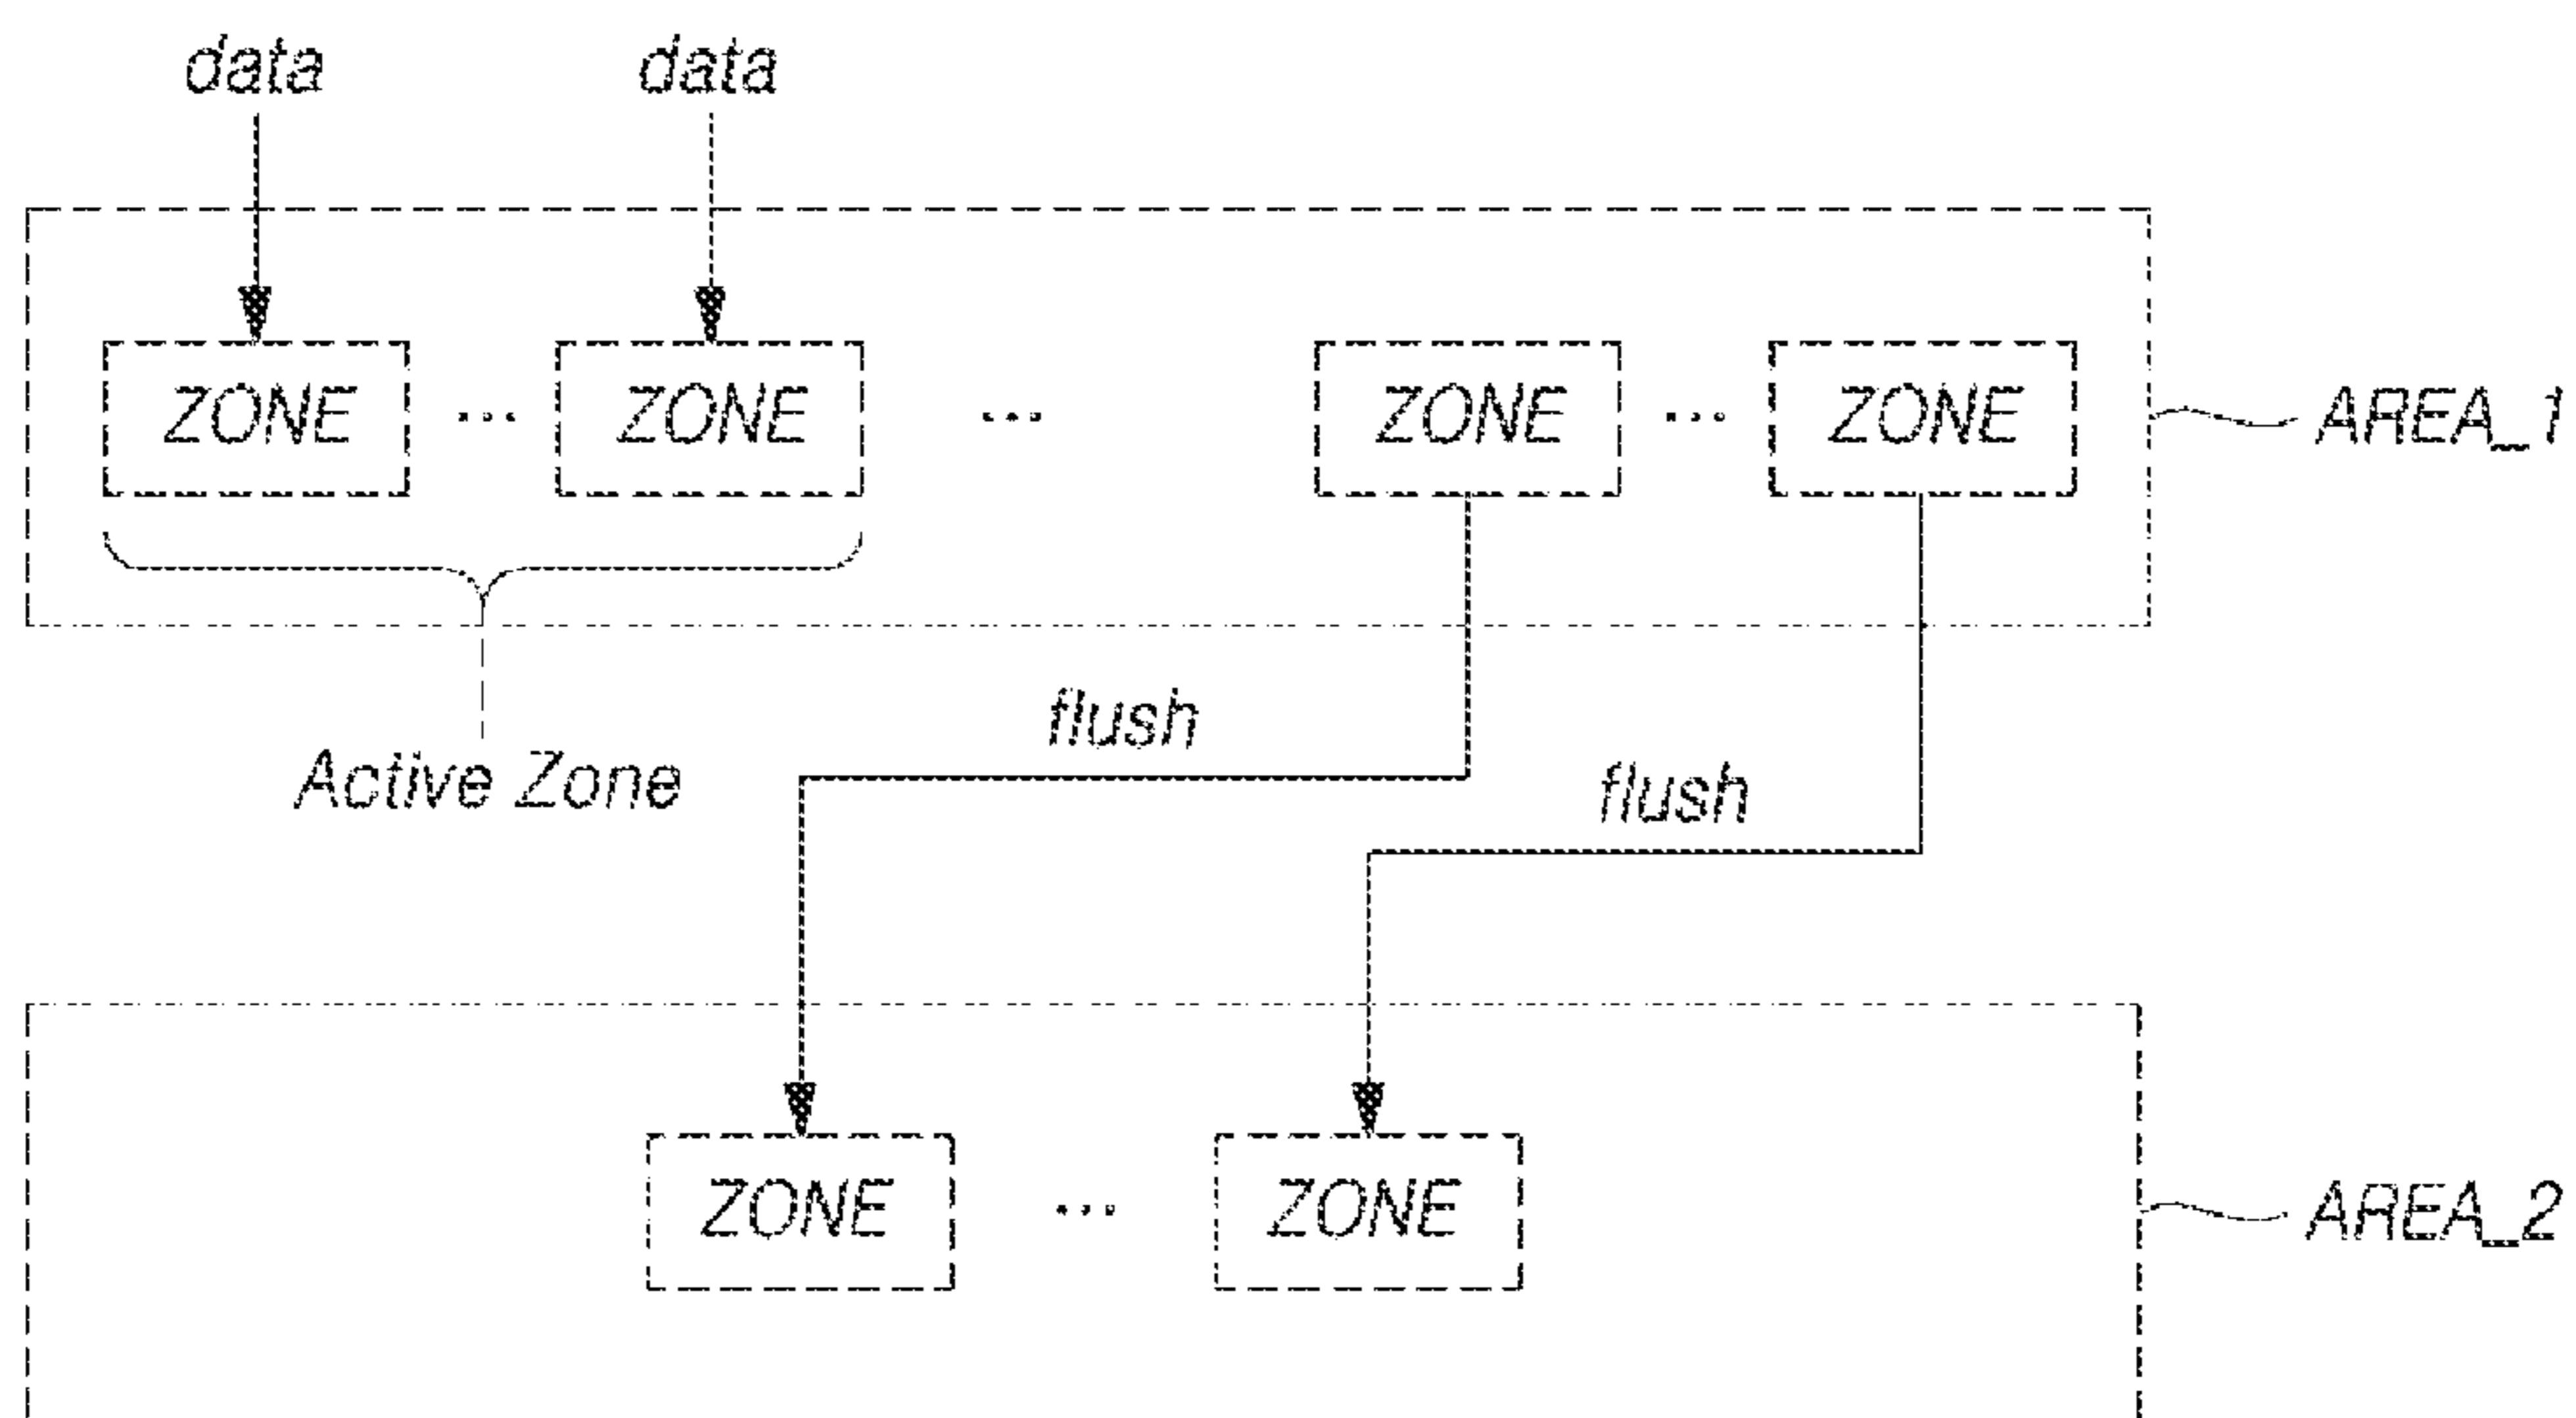 data data
ZONE ... ZONE ... ZONE ... ZONE AREA_1
flush
Active Zone
flush
ZONE ... ZONE AREA_2